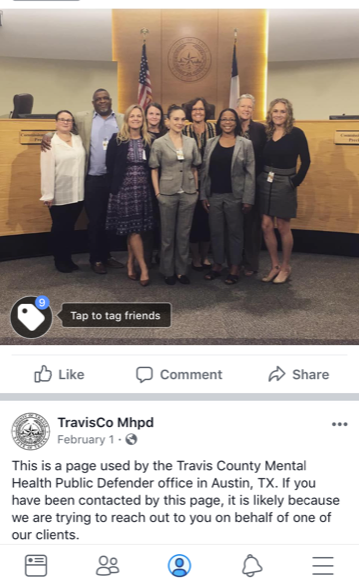 9
Tap to tag friends
Like
Comment
Share
TravisCo Mhpd
February 1 ·
This is a page used by the Travis County Mental
Health Public Defender office in Austin, TX. If you
have been contacted by this page, it is likely because
we are trying to reach out to you on behalf of one of
our clients.